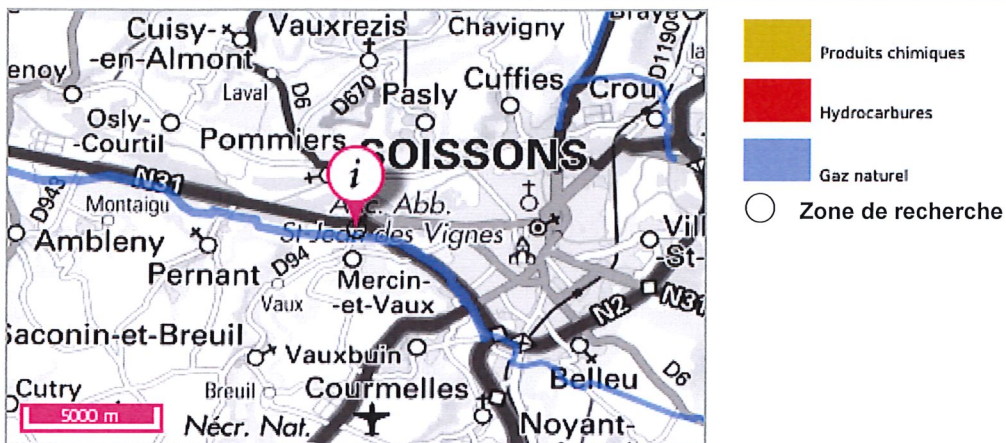 Cuisy-
-en-Almont
Vauxrezis
Chavigny
Braye
D1190
enoy
Laval
D6
D670
Pasly
Cuffies
Crouy
la
Osly-
-Courtil
Pommiers
SOISSONS
i
N31
D943
Montaigu
Abb.
St-Jean des Vignes
Vill
-St-
Ambleny
Pernant
D94
Vaux
Mercin-
-et-Vaux
N2
N31
Saconin-et-Breuil
Vauxbuin
Belleu
D6
Cutry
Breuil
Courmelles
5000 m
Nécr. Nat.
Noyant-
Produits chimiques
Hydrocarbures
Gaz naturel
Zone de recherche